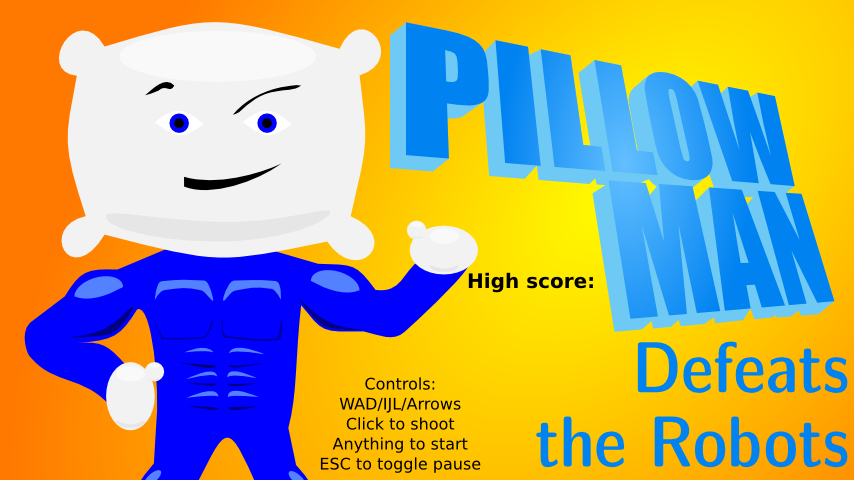 PILLOW
MAN
High score:
Defeats
the Robots
Controls:
WAD/IJL/Arrows
Click to shoot
Anything to start
ESC to toggle pause